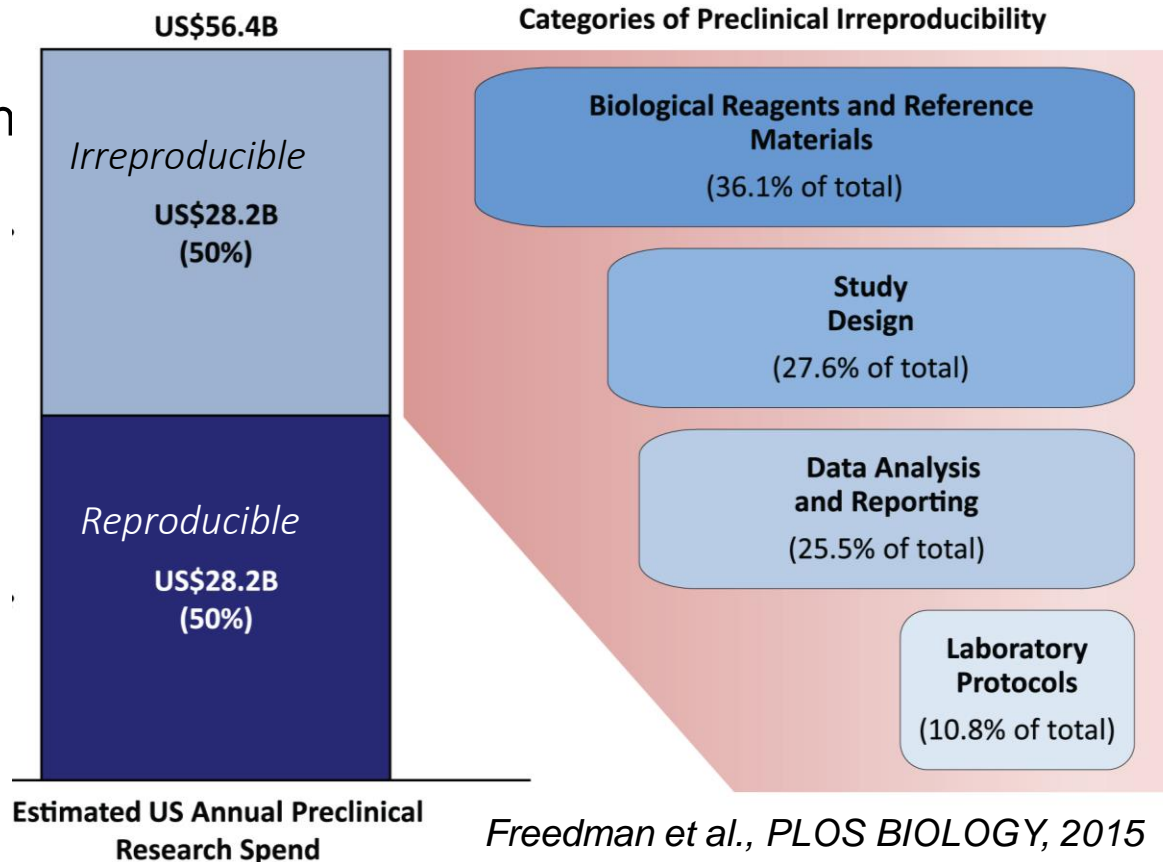 US$56.4B
Irreproducible
US$28.2B
(50%)
Reproducible
US$28.2B
(50%)
Estimated US Annual Preclinical
Research Spend
Categories of Preclinical Irreproducibility
Biological Reagents and Reference
Materials
(36.1% of total)
Study
Design
(27.6% of total)
Data Analysis
and Reporting
(25.5% of total)
Laboratory
Protocols
(10.8% of total)
Freedman et al., PLOS BIOLOGY, 2015